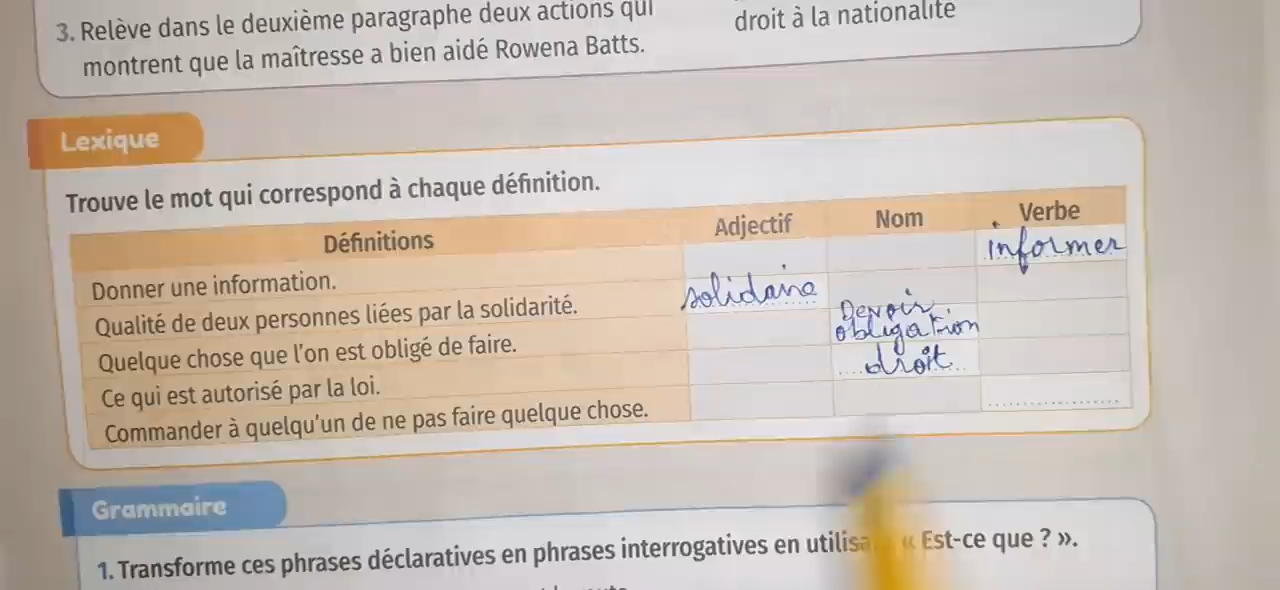 3. Relève dans le deuxième paragraphe deux actions qui
montrent que la maîtresse a bien aidé Rowena Batts.
droit à la nationalité
Lexique
Trouve le mot qui correspond à chaque définition.
Définitions Adjectif Nom Verbe
Donner une information. informer
Qualité de deux personnes liées par la solidarité. solidaire
Quelque chose que l'on est obligé de faire. Devoir
obligation
Ce qui est autorisé par la loi. droit
Commander à quelqu'un de ne pas faire quelque chose.
Grammaire
1. Transforme ces phrases déclaratives en phrases interrogatives en utilisa « Est-ce que ? ».